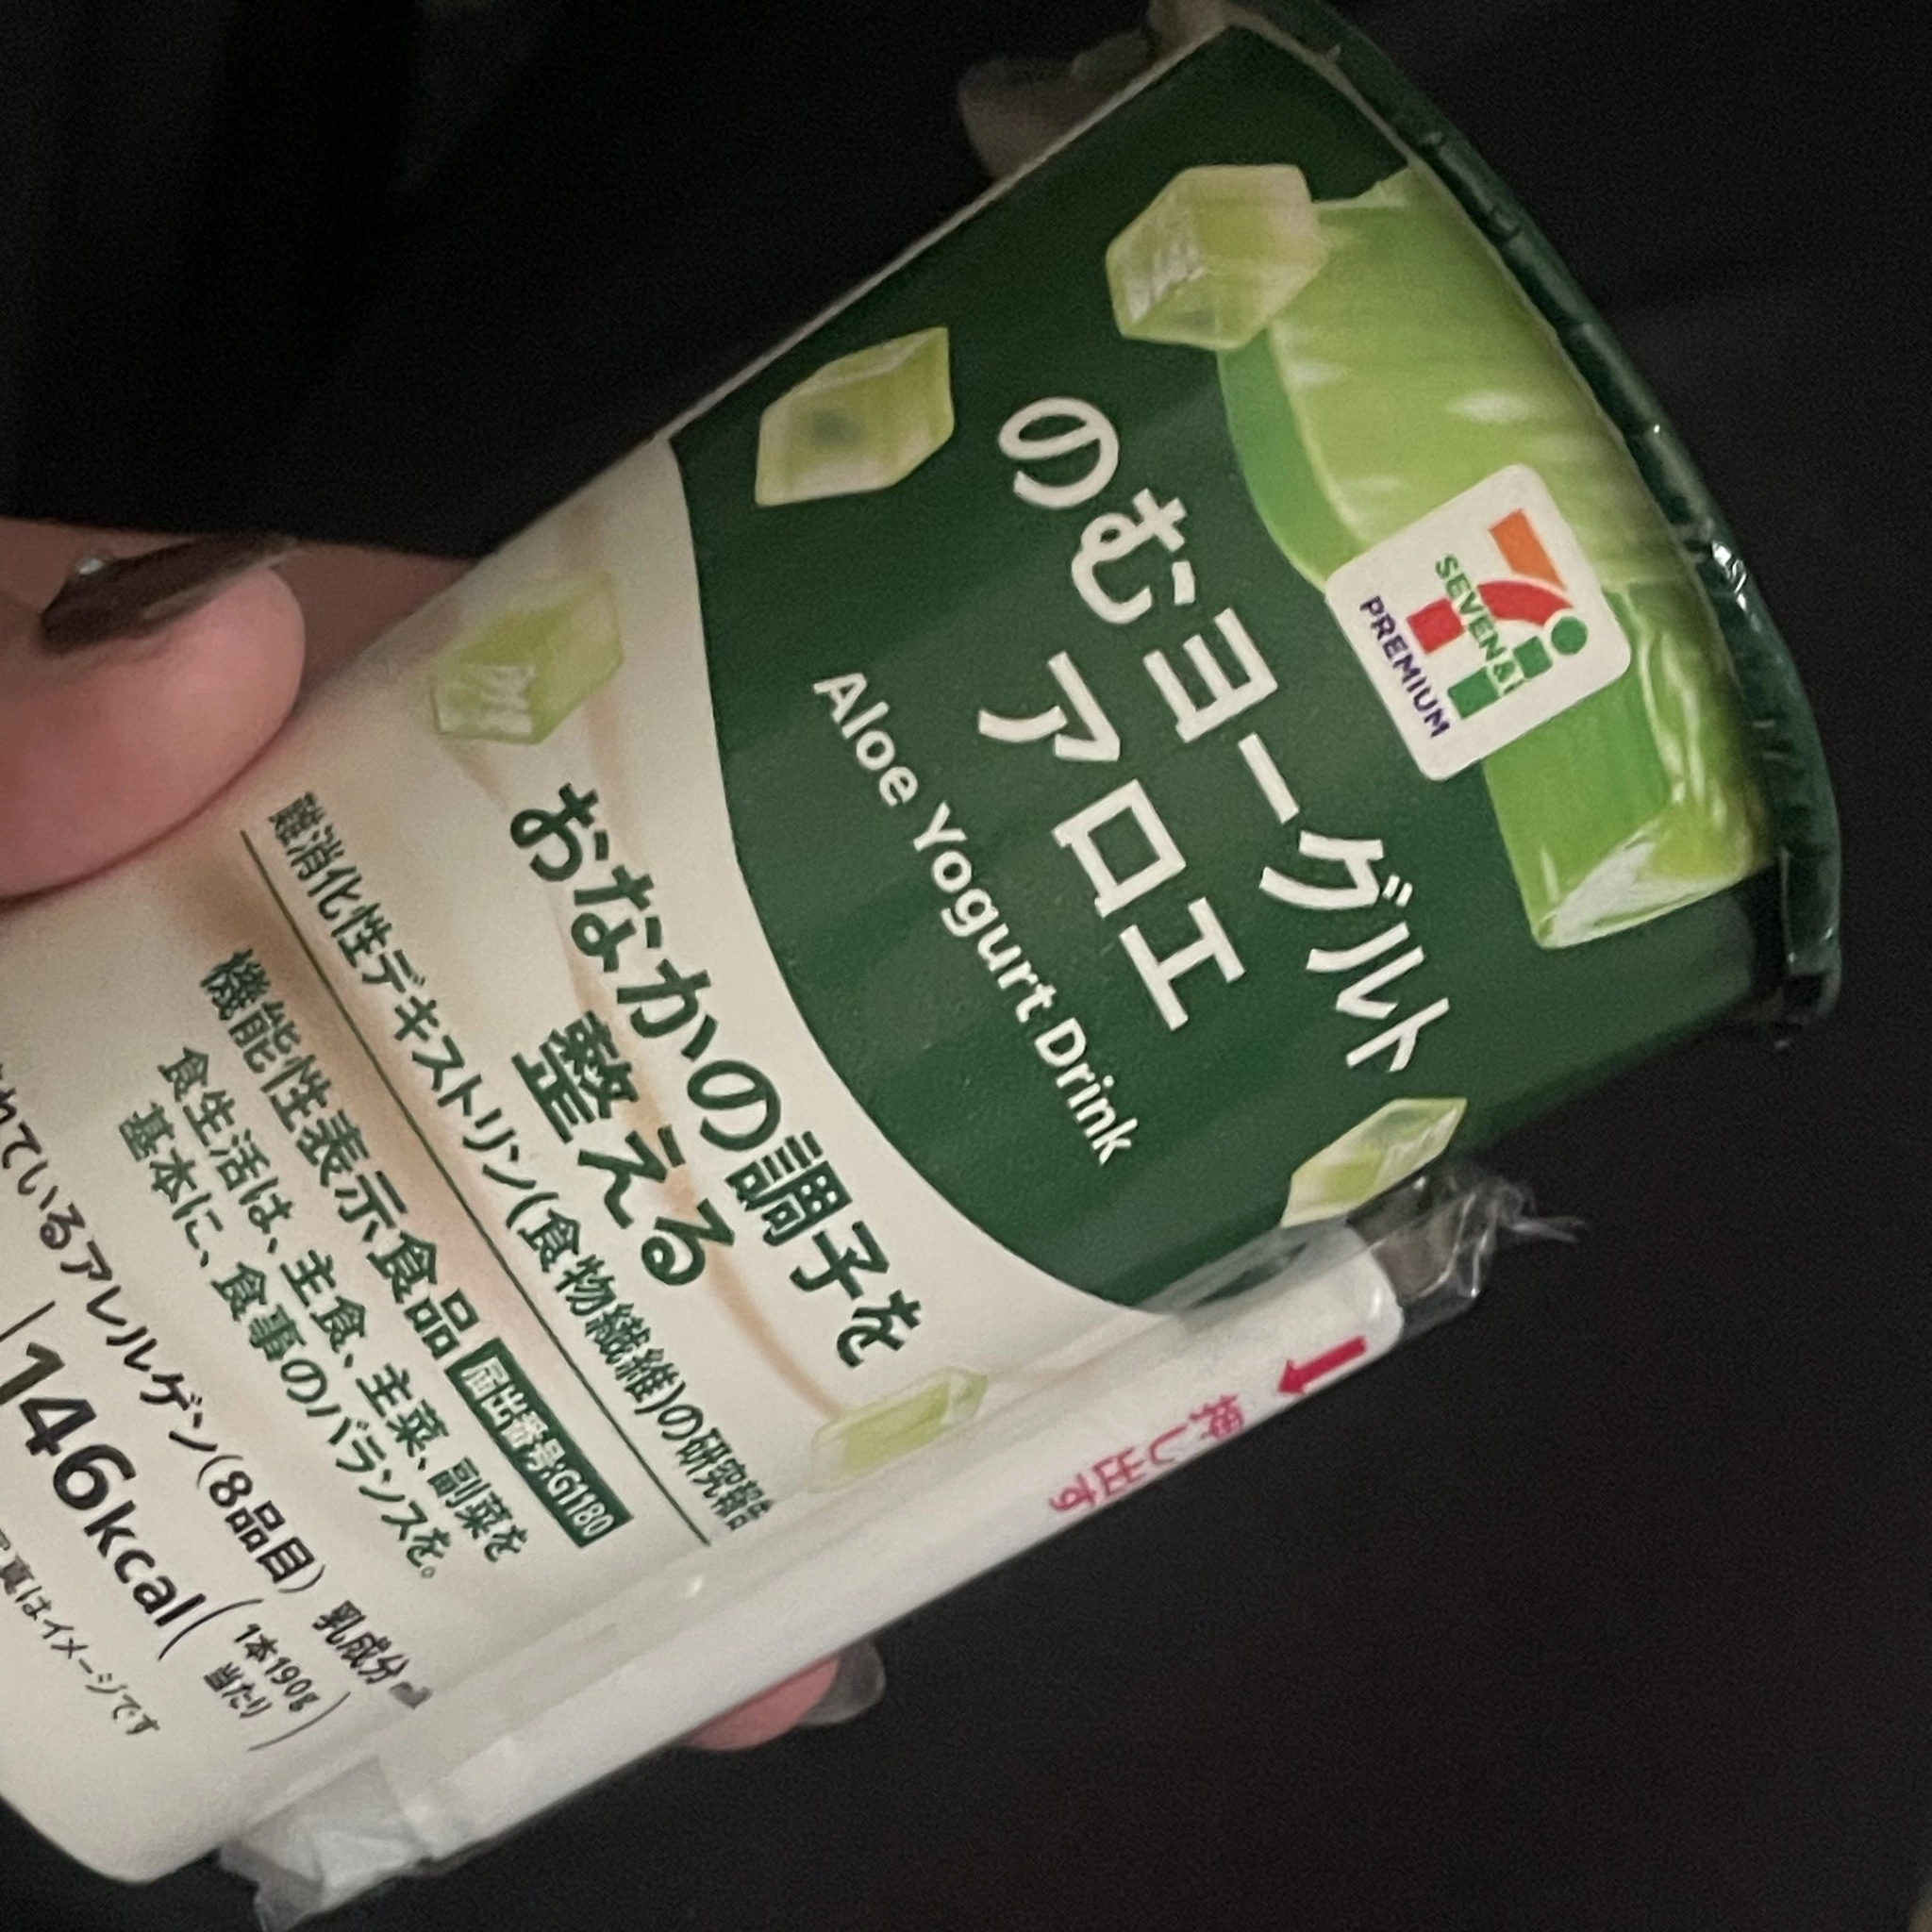 SEVEN&i
PREMIUM
のむヨーグルト
アロエ
Aloe Yogurt Drink
おなかの調子を
整える
難消化性デキストリン(食物繊維)の研究報告
機能性表示食品 届出番号:G1180
食生活は、主食、主菜、副菜を
基本に、食事のバランスを。
れているアレルゲン(8品目) 乳成分
146kcal(1本190g当たり)
写真はイメージです
押し出す